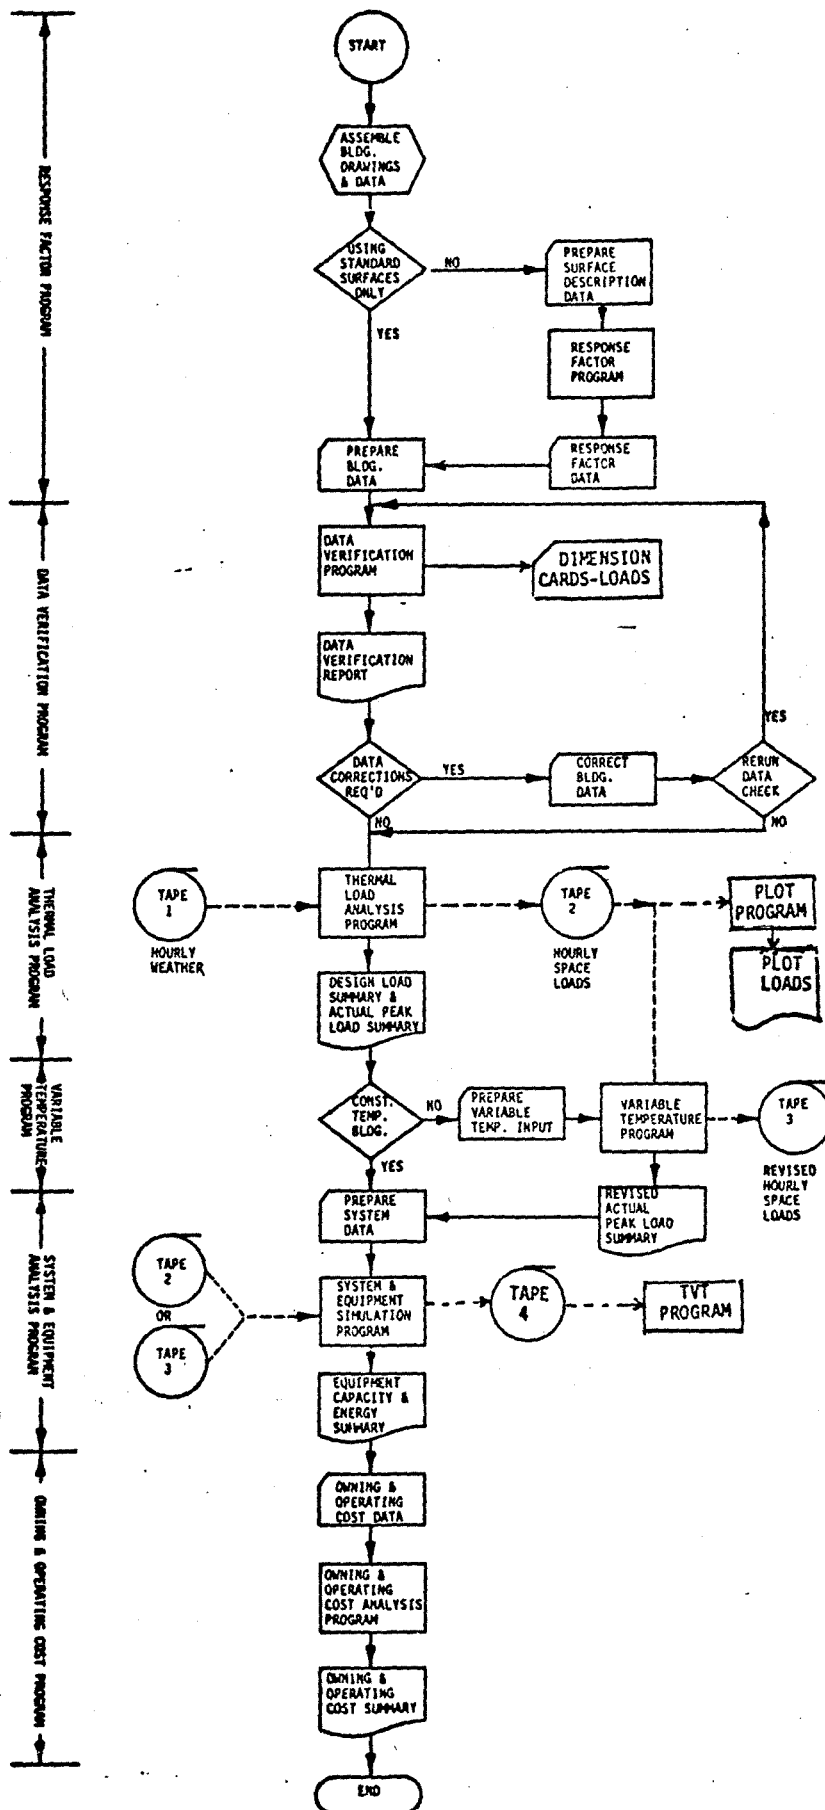 START
ASSEMBLE
BLDG.
DRAWINGS
& DATA
USING
STANDARD
SURFACES
ONLY
NO
YES
PREPARE
SURFACE
DESCRIPTION
DATA
RESPONSE
FACTOR
PROGRAM
RESPONSE
FACTOR
DATA
PREPARE
BLDG.
DATA
RESPONSE FACTOR PROGRAM
DATA
VERIFICATION
PROGRAM
DIMENSION
CARDS-LOADS
DATA
VERIFICATION
REPORT
DATA
CORRECTIONS
REQ'D
YES
NO
CORRECT
BLDG.
DATA
RERUN
DATA
CHECK
YES
NO
DATA VERIFICATION PROGRAM
TAPE
1
HOURLY
WEATHER
THERMAL
LOAD
ANALYSIS
PROGRAM
TAPE
2
HOURLY
SPACE
LOADS
PLOT
PROGRAM
PLOT
LOADS
DESIGN LOAD
SUMMARY &
ACTUAL PEAK
LOAD SUMMARY
THERMAL LOAD
ANALYSIS PROGRAM
CONST.
TEMP.
BLDG.
NO
YES
PREPARE
VARIABLE
TEMP. INPUT
VARIABLE
TEMPERATURE
PROGRAM
TAPE
3
REVISED
HOURLY
SPACE
LOADS
REVISED
ACTUAL
PEAK LOAD
SUMMARY
VARIABLE
TEMPERATURE
PROGRAM
PREPARE
SYSTEM
DATA
TAPE
2
OR
TAPE
3
SYSTEM &
EQUIPMENT
SIMULATION
PROGRAM
TAPE
4
TVT
PROGRAM
EQUIPMENT
CAPACITY &
ENERGY
SUMMARY
SYSTEM & EQUIPMENT
ANALYSIS PROGRAM
OWNING &
OPERATING
COST DATA
OWNING &
OPERATING
COST ANALYSIS
PROGRAM
OWNING &
OPERATING
COST SUMMARY
OWNING & OPERATING COST PROGRAM
END